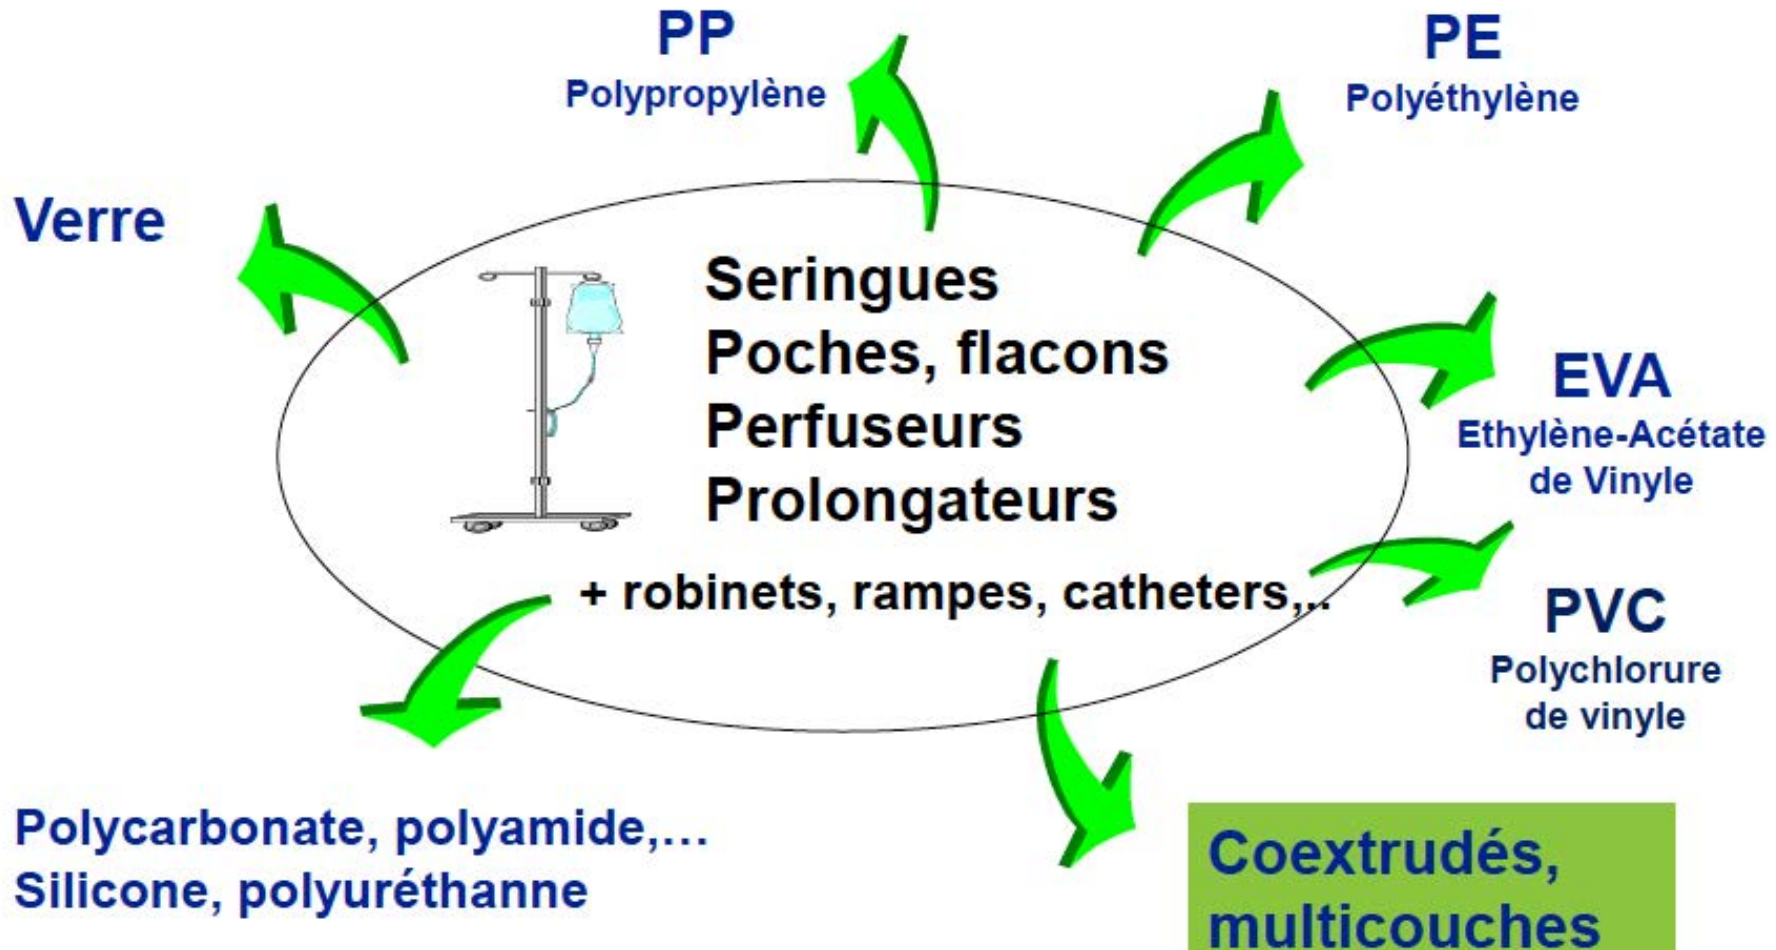 PP
Polypropylène
PE
Polyéthylène
Verre
Seringues
Poches, flacons
Perfuseurs
Prolongateurs
+ robinets, rampes, catheters,..
EVA
Ethylène-Acétate
de Vinyle
PVC
Polychlorure
de vinyle
Polycarbonate, polyamide,...
Silicone, polyuréthanne
Coextrudés,
multicouches